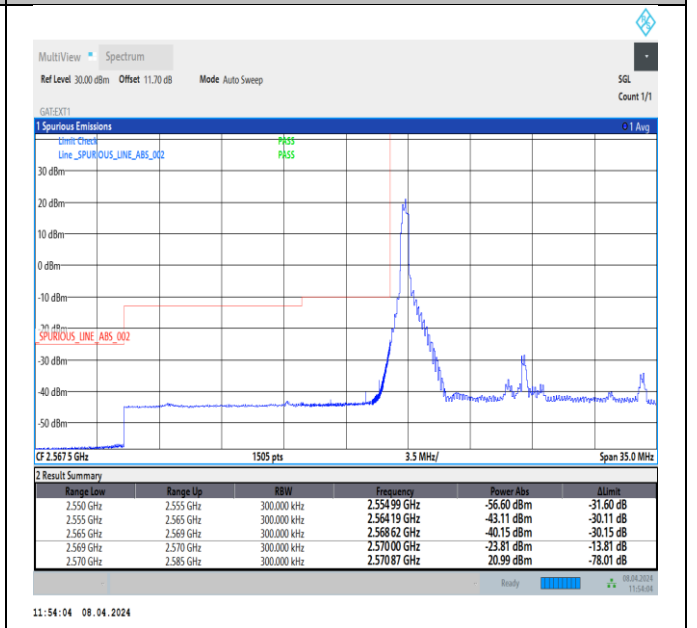 MultiView Spectrum
Ref Level 30.00 dBm Offset 11.70 dB Mode Auto Sweep SGL
Count 1/1
GAT:EXT1
1 Spurious Emissions 1 Avg
Limit Check PASS
Line _SPURIOUS_LINE_ABS_002 PASS
30 dBm
20 dBm
10 dBm
0 dBm
-10 dBm
-20 dBm
_SPURIOUS_LINE_ABS_002
-30 dBm
-40 dBm
-50 dBm
CF 2.567 5 GHz 1505 pts 3.5 MHz/ Span 35.0 MHz
2 Result Summary
Range Low Range Up RBW Frequency Power Abs ΔLimit
2.550 GHz 2.555 GHz 300.000 kHz 2.554 99 GHz -56.60 dBm -31.60 dB
2.555 GHz 2.565 GHz 300.000 kHz 2.564 19 GHz -43.11 dBm -30.11 dB
2.565 GHz 2.569 GHz 300.000 kHz 2.568 62 GHz -40.15 dBm -30.15 dB
2.569 GHz 2.570 GHz 300.000 kHz 2.570 00 GHz -23.81 dBm -13.81 dB
2.570 GHz 2.585 GHz 300.000 kHz 2.570 87 GHz 20.99 dBm -78.01 dB
Ready 08.04.2024
11:54:04
11:54:04 08.04.2024